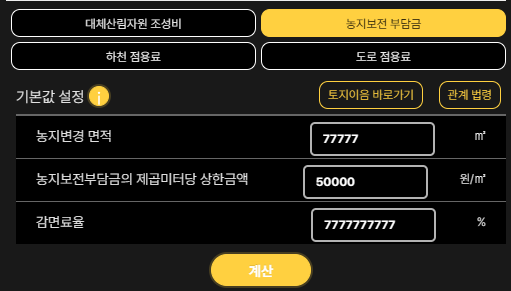 대체산림자원 조성비 농지보전 부담금
하천 점용료 도로 점용료
기본값 설정 i 토지이음 바로가기 관계 법령
농지변경 면적 77777 ㎡
농지보전부담금의 제곱미터당 상한금액 50000 원/㎡
감면료율 7777777777 %
계산